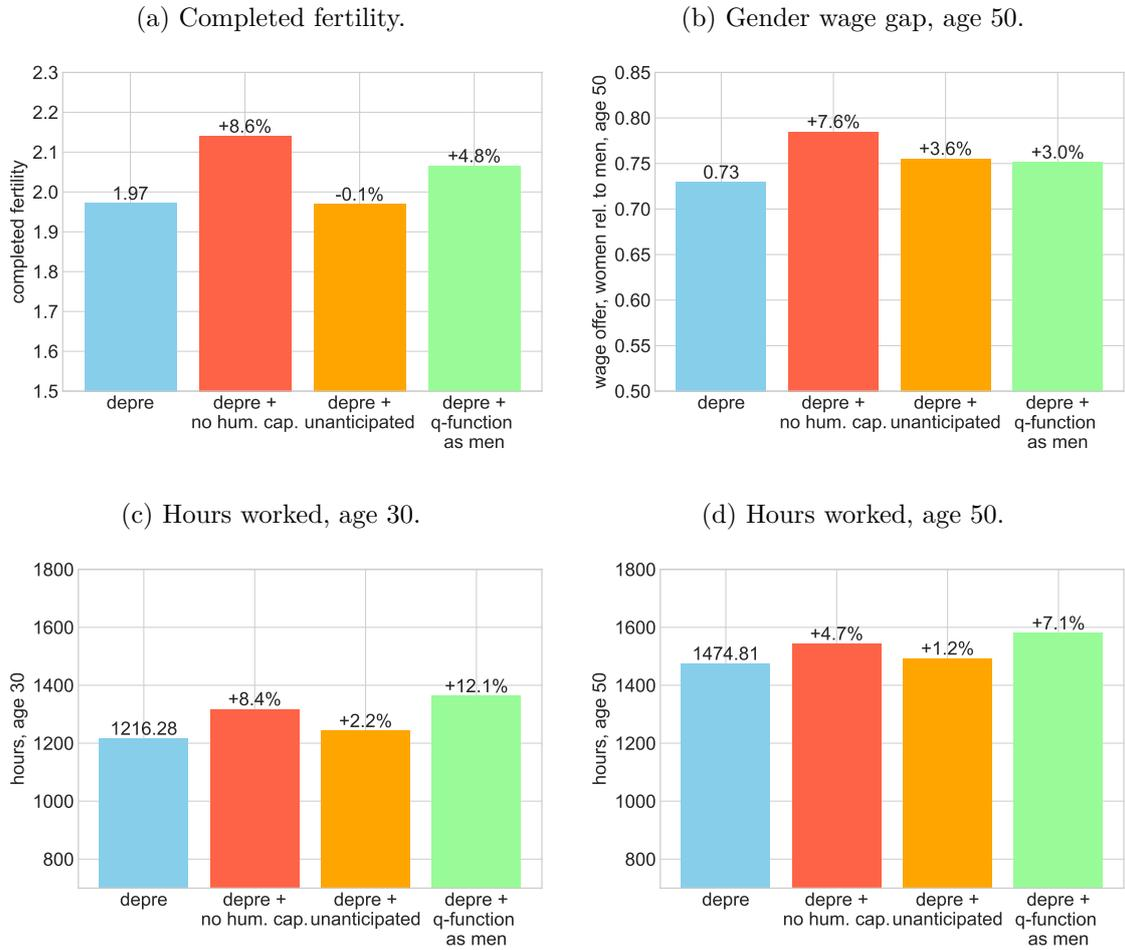 (a) Completed fertility.
completed fertility
2.3
2.2
2.1
2.0
1.9
1.8
1.7
1.6
1.5
1.97
+8.6%
-0.1%
+4.8%
depre
depre +
no hum. cap.
depre +
unanticipated
depre +
q-function
as men
(b) Gender wage gap, age 50.
wage offer, women rel. to men, age 50
0.85
0.80
0.75
0.70
0.65
0.60
0.55
0.50
0.73
+7.6%
+3.6%
+3.0%
depre
depre +
no hum. cap.
depre +
unanticipated
depre +
q-function
as men
(c) Hours worked, age 30.
hours, age 30
1800
1600
1400
1200
1000
800
1216.28
+8.4%
+2.2%
+12.1%
depre
depre +
no hum. cap.
depre +
unanticipated
depre +
q-function
as men
(d) Hours worked, age 50.
hours, age 50
1800
1600
1400
1200
1000
800
1474.81
+4.7%
+1.2%
+7.1%
depre
depre +
no hum. cap.
depre +
unanticipated
depre +
q-function
as men